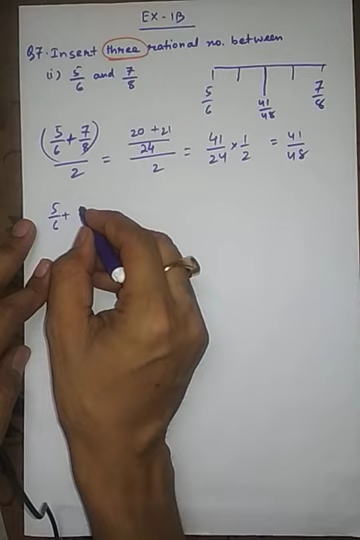 EX-1B
Q7. Insert three rational no. between
(i) 5/6 and 7/8
5/6 41/48 7/8
(5/6 + 7/8)/2 = ((20+21)/24)/2 = 41/24 × 1/2 = 41/48
5/6 +